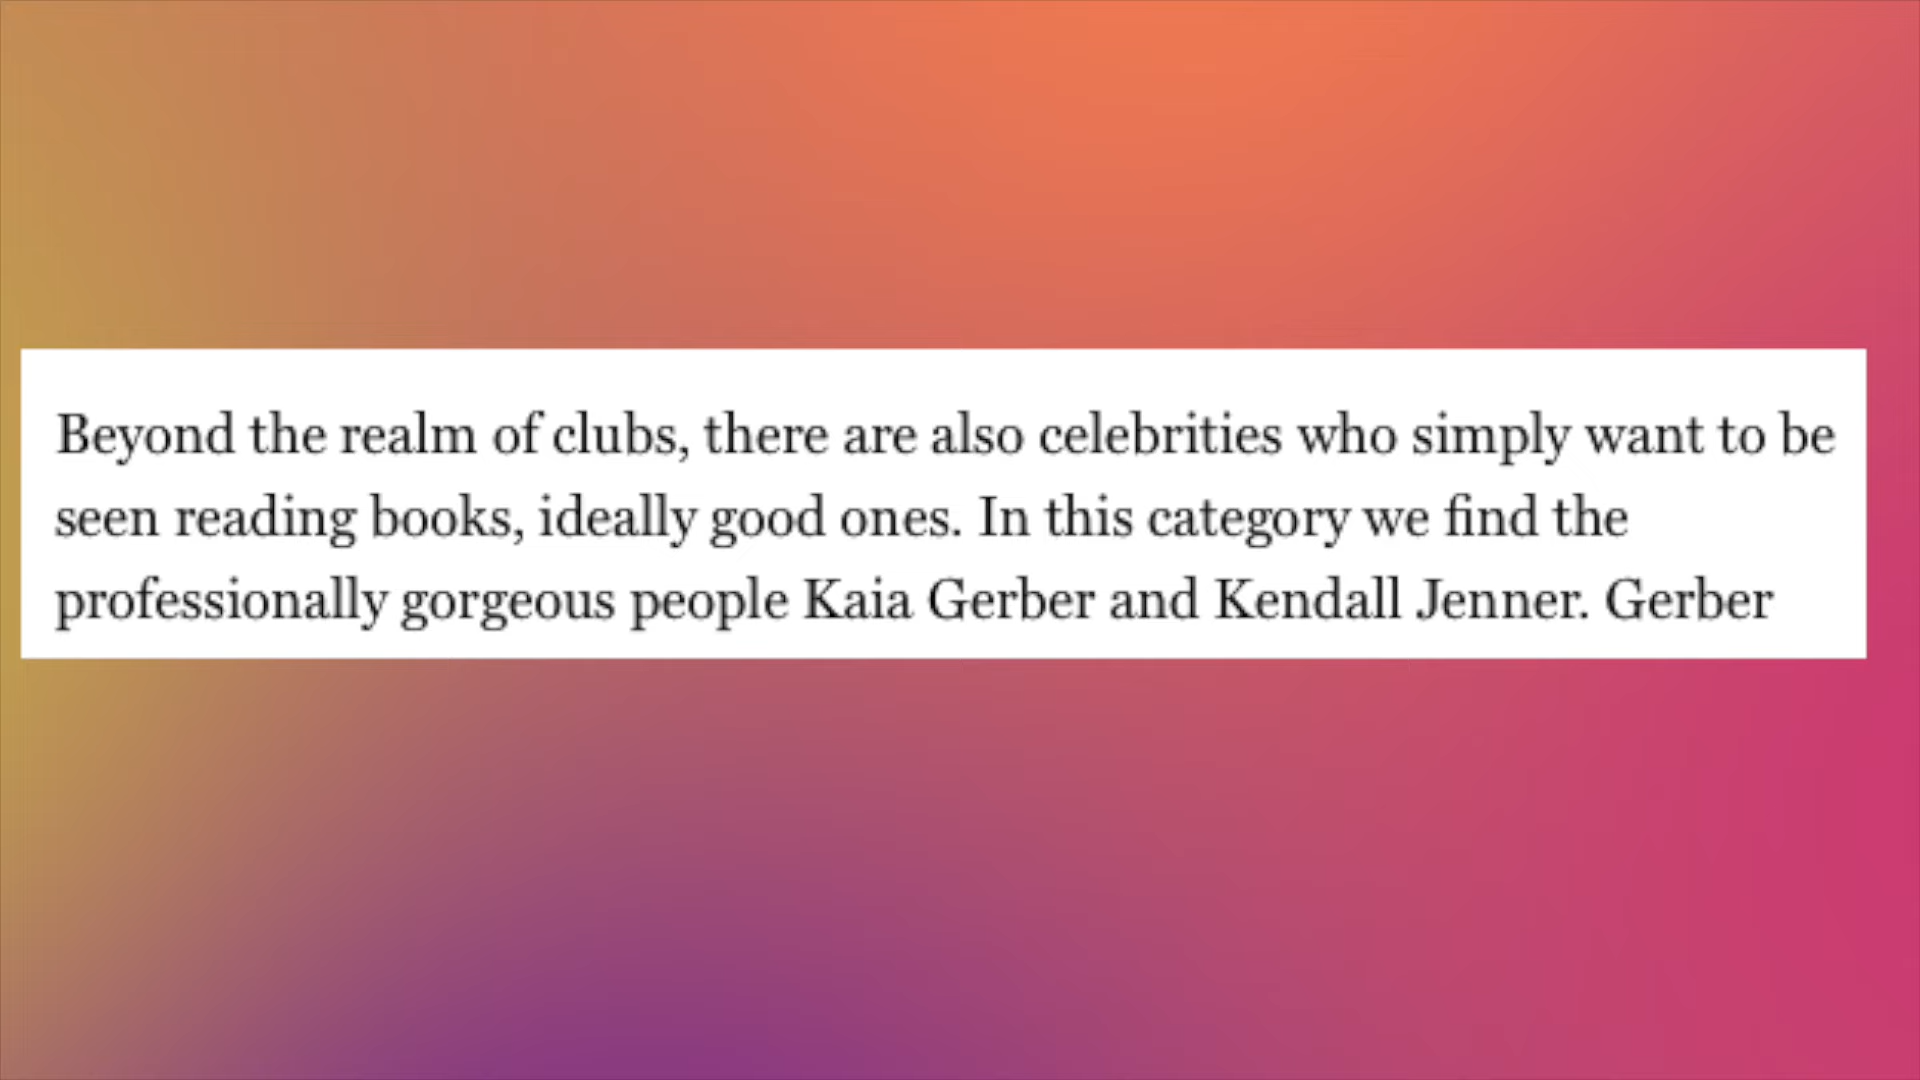 Beyond the realm of clubs, there are also celebrities who simply want to be
seen reading books, ideally good ones. In this category we find the
professionally gorgeous people Kaia Gerber and Kendall Jenner. Gerber